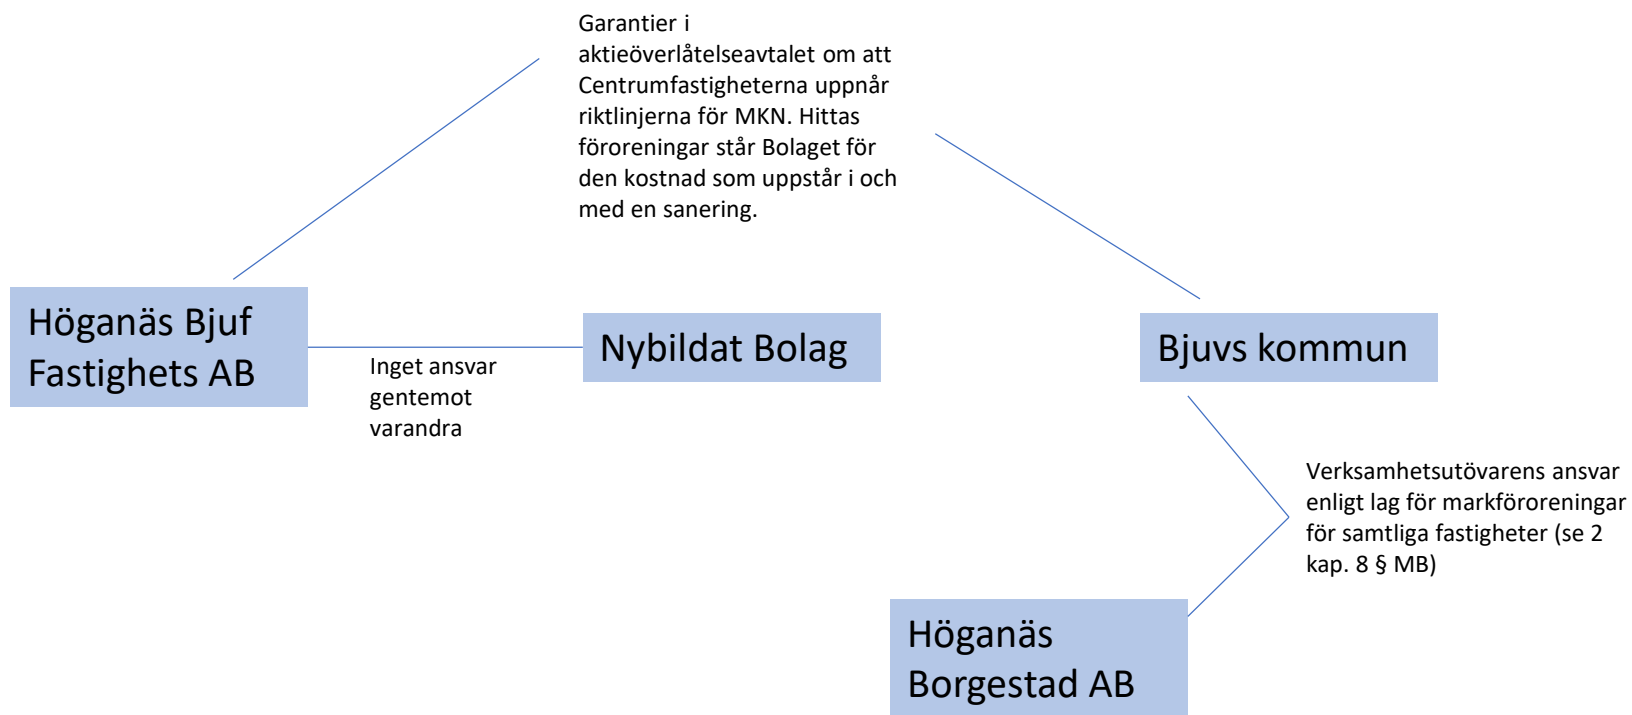 Garantier i
aktieöverlåtelseavtalet om att
Centrumfastigheterna uppnår
riktlinjerna för MKN. Hittas
föroreningar står Bolaget för
den kostnad som uppstår i och
med en sanering.
Höganäs Bjuf
Fastighets AB
Inget ansvar
gentemot
varandra
Nybildat Bolag
Bjuvs kommun
Verksamhetsutövarens ansvar
enligt lag för markföroreningar
för samtliga fastigheter (se 2
kap. 8 § MB)
Höganäs
Borgestad AB